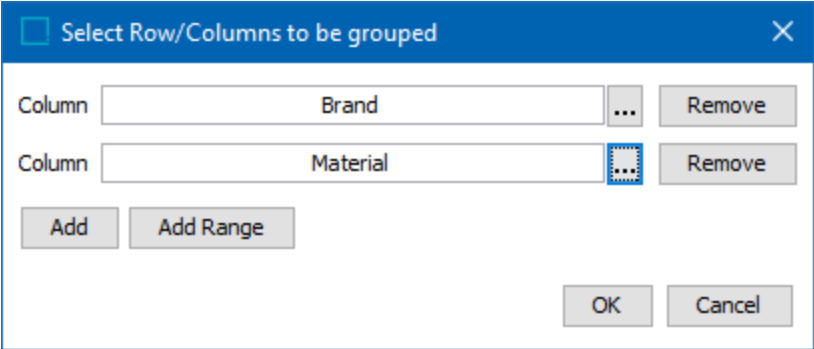 Select Row/Columns to be grouped
Column Brand ... Remove
Column Material ... Remove
Add Add Range
OK Cancel